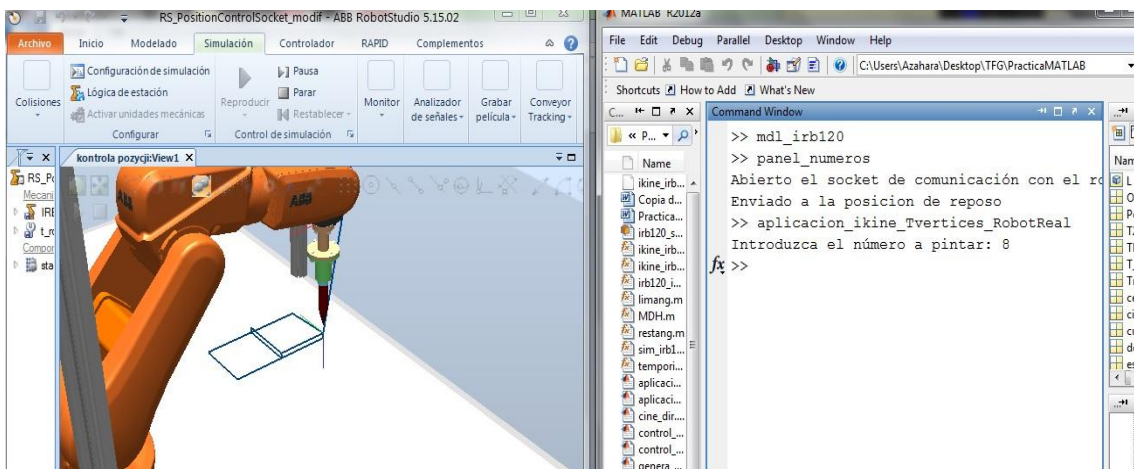 RS_PositionControlSocket_modif - ABB RobotStudio 5.15.02
Archivo Inicio Modelado Simulación Controlador RAPID Complementos
Colisiones
Configuración de simulación
Lógica de estación
Activar unidades mecánicas
Configurar
Reproducir
Pausa
Parar
Restablecer
Control de simulación
Monitor
Analizador de señales
Grabar película
Conveyor Tracking
kontrola pozycji:View1
Mecani
Compor
sta
ABB
ABB
MATLAB R2012a
File Edit Debug Parallel Desktop Window Help
C:\Users\Azahara\Desktop\TFG\PracticaMATLAB
Shortcuts How to Add What's New
C...
« P...
Name
ikine_irb...
Copia d...
Practica...
irb120_s...
ikine_irb...
ikine_irb...
irb120_i...
limang.m
MDH.m
restang.m
sim_irb1...
tempori...
aplicaci...
aplicaci...
cine_dir....
control_...
control_...
genera_...
Command Window
>> mdl_irb120
>> panel_numeros
Abierto el socket de comunicación con el ro
Enviado a la posicion de reposo
>> aplicacion_ikine_Tvertices_RobotReal
Introduzca el número a pintar: 8
fx >>